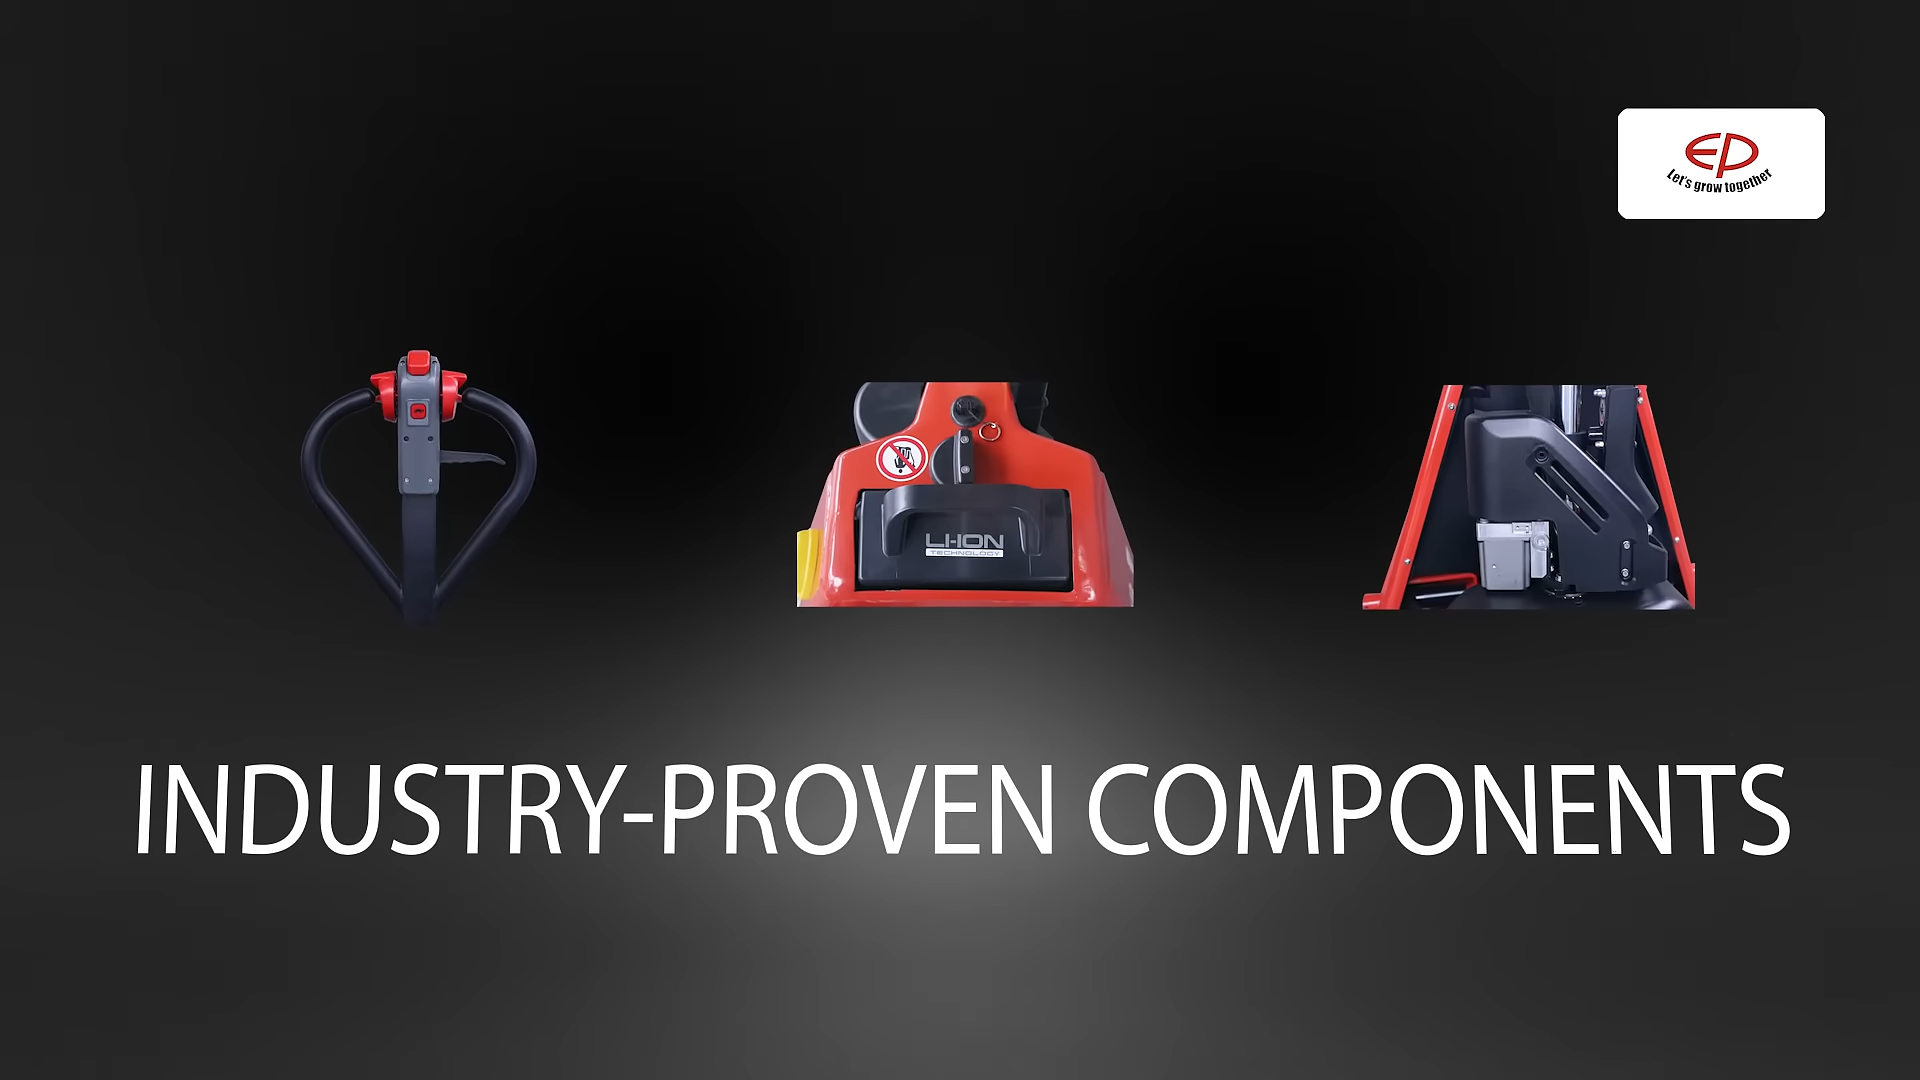 EP
Let's grow together
LI-ION
TECHNOLOGY
INDUSTRY-PROVEN COMPONENTS